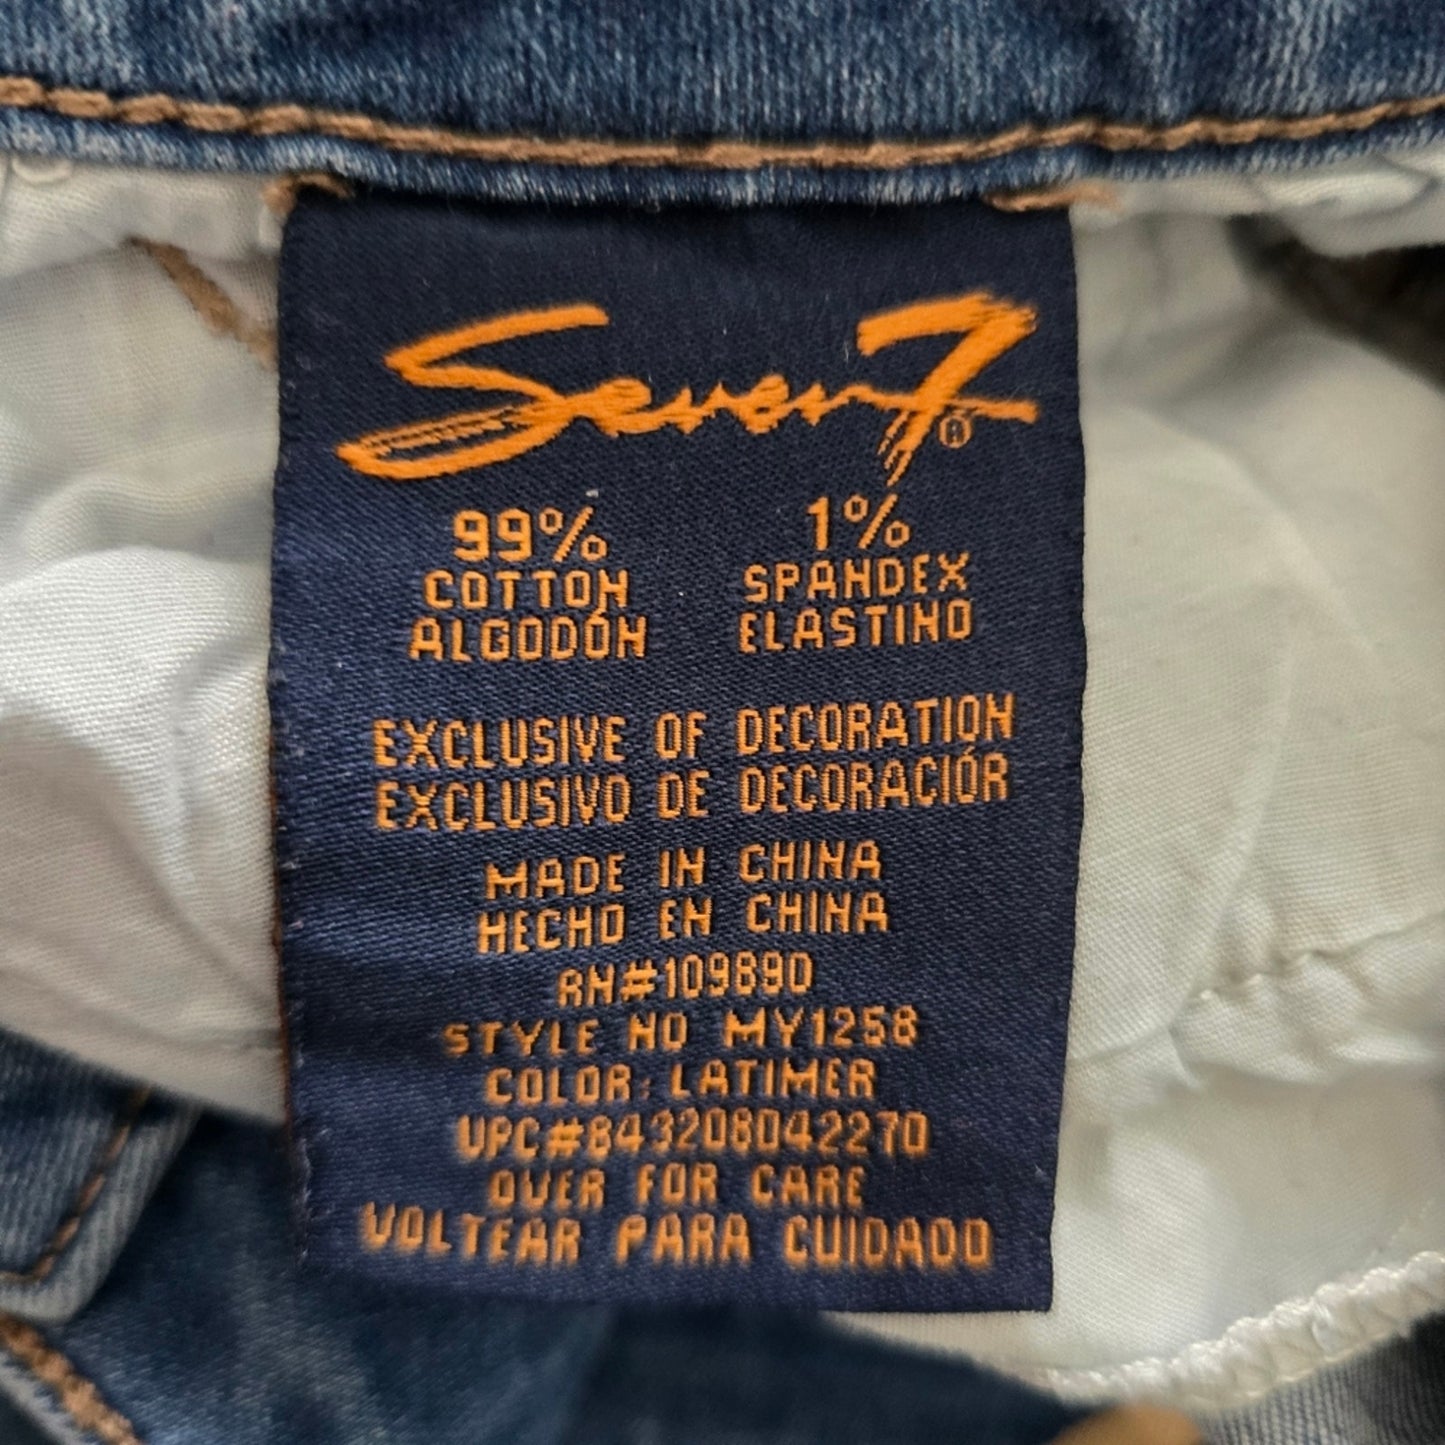 Seven7®
99% 1%
COTTON SPANDEX
ALGODÓN ELASTINO
EXCLUSIVE OF DECORATION
EXCLUSIVO DE DECORACIÓR
MADE IN CHINA
HECHO EN CHINA
RN#109890
STYLE NO MY1258
COLOR: LATIMER
UPC#843208042270
OVER FOR CARE
VOLTEAR PARA CUIDADO